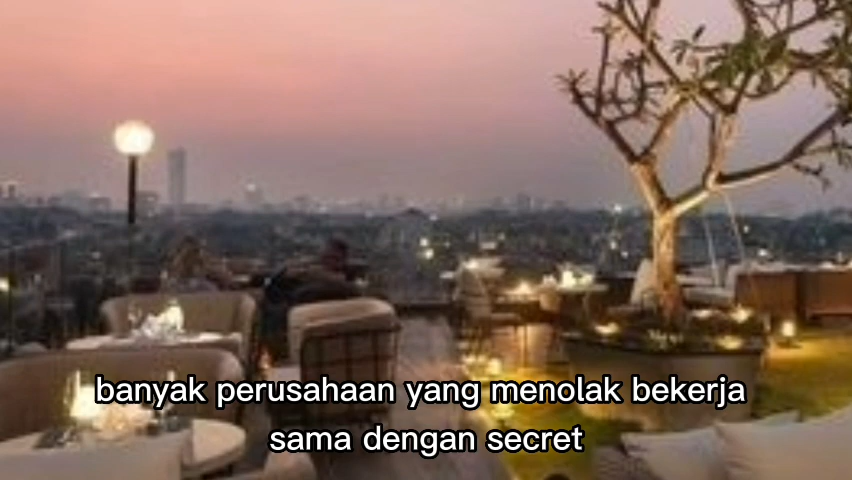 banyak perusahaan yang menolak bekerja
sama dengan secret